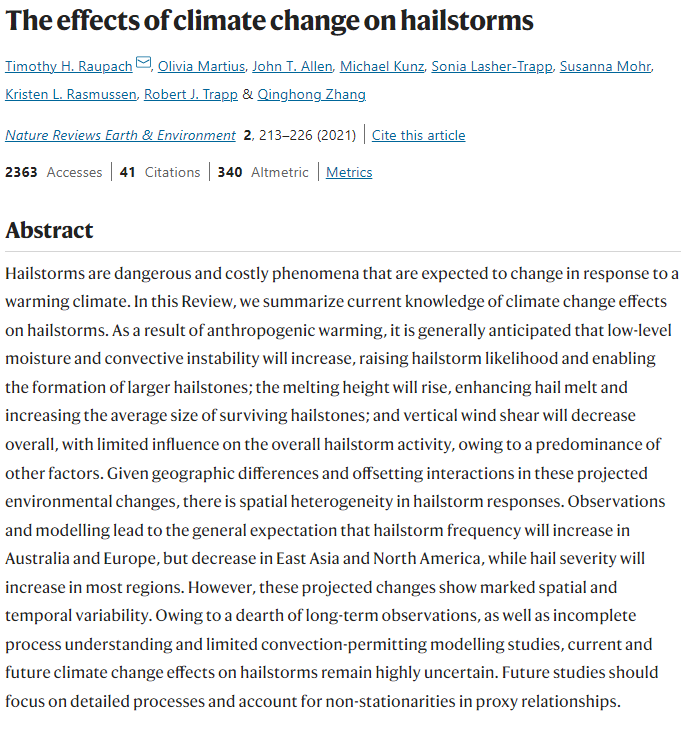 The effects of climate change on hailstorms
Timothy H. Raupach, Olivia Martius, John T. Allen, Michael Kunz, Sonia Lasher-Trapp, Susanna Mohr,
Kristen L. Rasmussen, Robert J. Trapp & Qinghong Zhang
Nature Reviews Earth & Environment 2, 213–226 (2021) | Cite this article
2363 Accesses | 41 Citations | 340 Altmetric | Metrics
Abstract
Hailstorms are dangerous and costly phenomena that are expected to change in response to a
warming climate. In this Review, we summarize current knowledge of climate change effects
on hailstorms. As a result of anthropogenic warming, it is generally anticipated that low-level
moisture and convective instability will increase, raising hailstorm likelihood and enabling
the formation of larger hailstones; the melting height will rise, enhancing hail melt and
increasing the average size of surviving hailstones; and vertical wind shear will decrease
overall, with limited influence on the overall hailstorm activity, owing to a predominance of
other factors. Given geographic differences and offsetting interactions in these projected
environmental changes, there is spatial heterogeneity in hailstorm responses. Observations
and modelling lead to the general expectation that hailstorm frequency will increase in
Australia and Europe, but decrease in East Asia and North America, while hail severity will
increase in most regions. However, these projected changes show marked spatial and
temporal variability. Owing to a dearth of long-term observations, as well as incomplete
process understanding and limited convection-permitting modelling studies, current and
future climate change effects on hailstorms remain highly uncertain. Future studies should
focus on detailed processes and account for non-stationarities in proxy relationships.